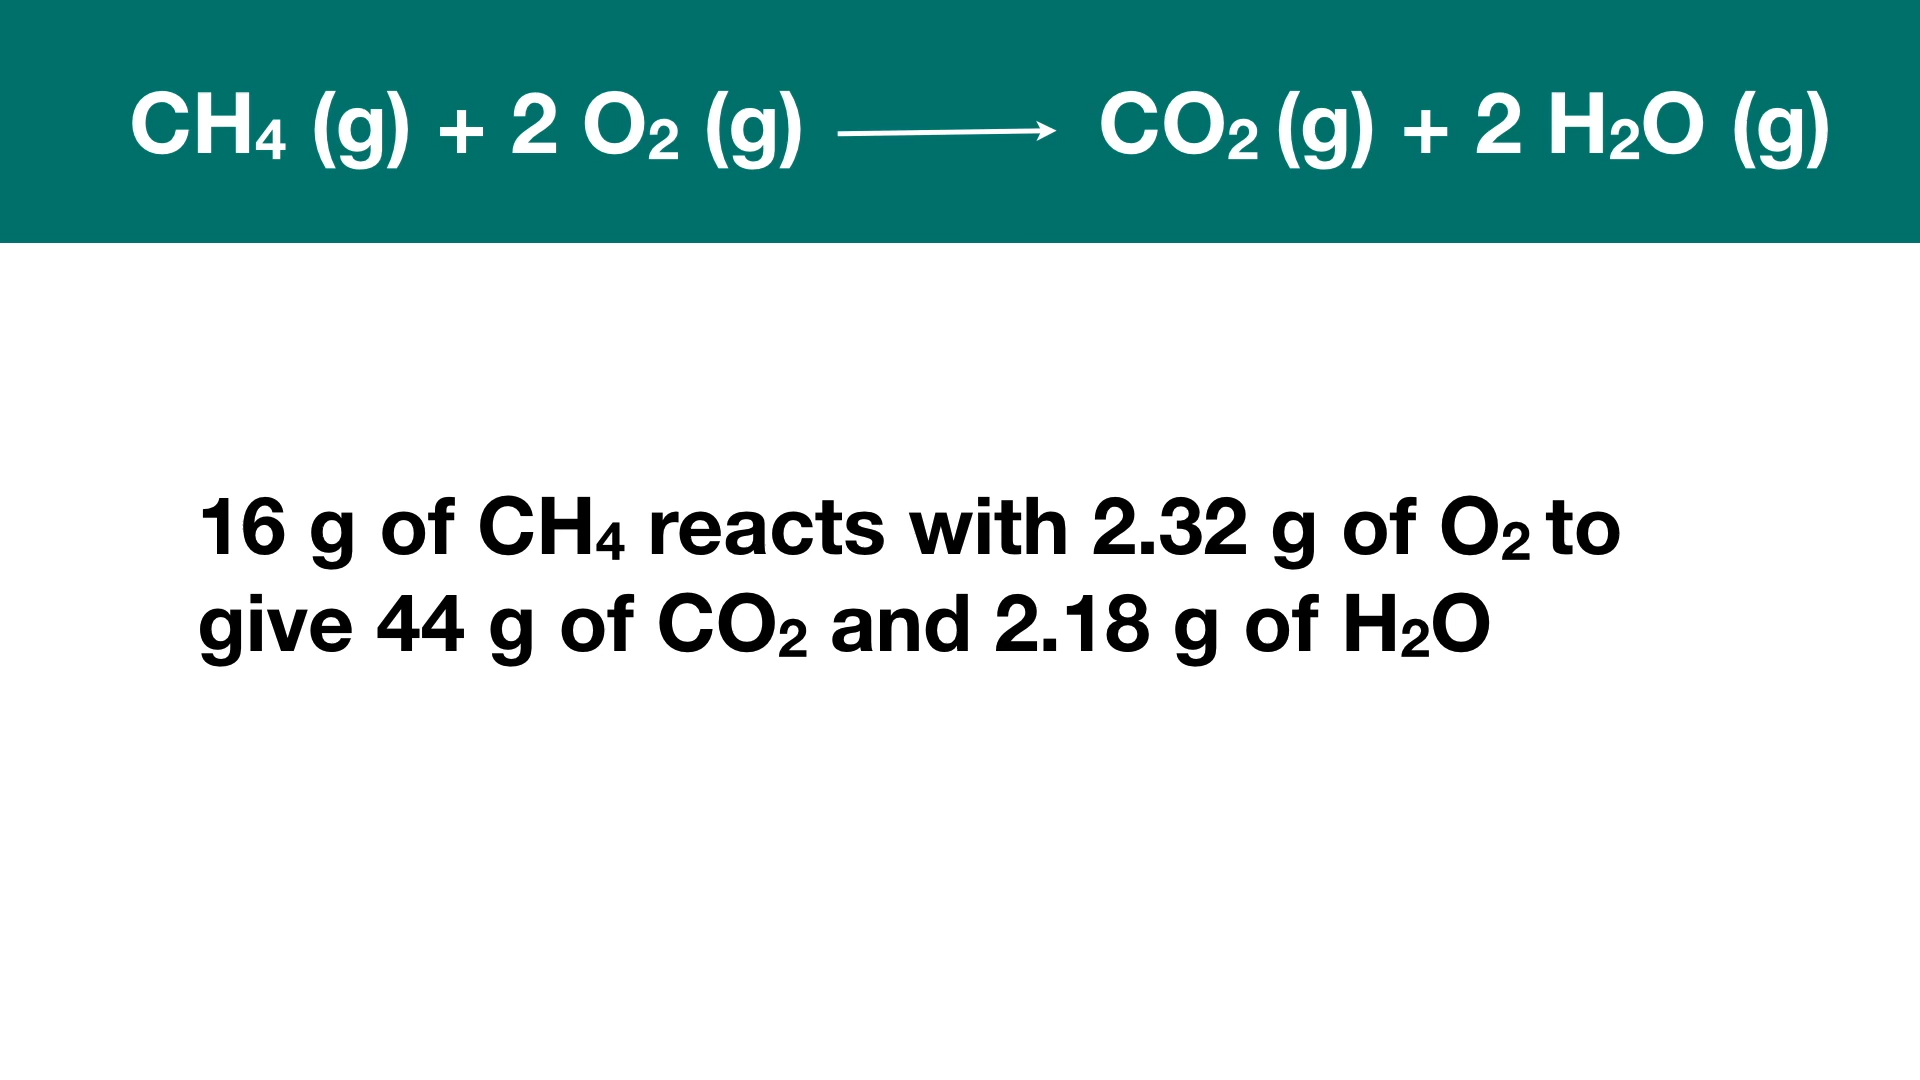 CH₄ (g) + 2 O₂ (g) ⟶ CO₂ (g) + 2 H₂O (g)
16 g of CH₄ reacts with 2.32 g of O₂ to
give 44 g of CO₂ and 2.18 g of H₂O